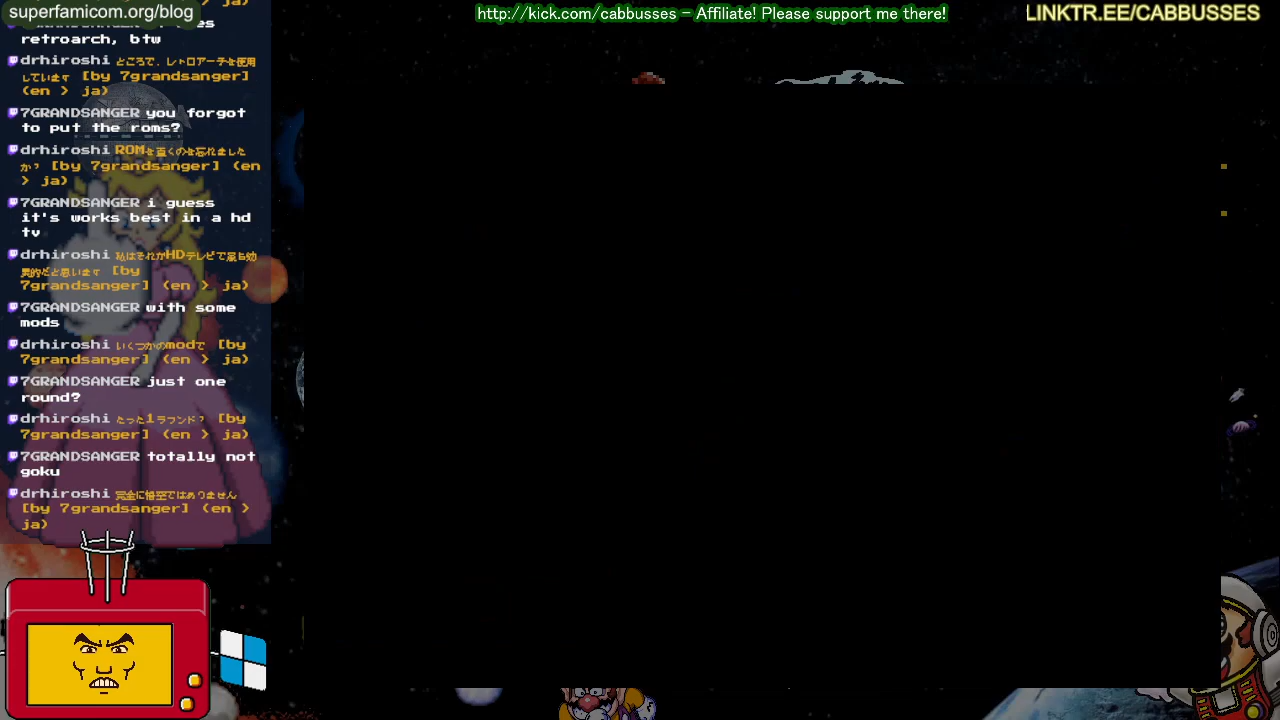 superfamicom.org/blog
http://kick.com/cabbusses - Affiliate! Please support me there!
LINKTR.EE/CABBUSSES
ja)
retroarch, btw
drhiroshi ところで、レトロアーチを使用
しています [by 7grandsanger]
(en > ja)
7GRANDSANGER you forgot
to put the roms?
drhiroshi ROMを置くのを忘れました
か? [by 7grandsanger] (en
> ja)
7GRANDSANGER i guess
it's works best in a hd
tv
drhiroshi 私はそれがHDテレビで最も効
果的だと思います [by
7grandsanger] (en > ja)
7GRANDSANGER with some
mods
drhiroshi いくつかのmodで [by
7grandsanger] (en > ja)
7GRANDSANGER just one
round?
drhiroshi たった1ラウンド? [by
7grandsanger] (en > ja)
7GRANDSANGER totally not
goku
drhiroshi 完全に悟空ではありません
[by 7grandsanger] (en >
ja)